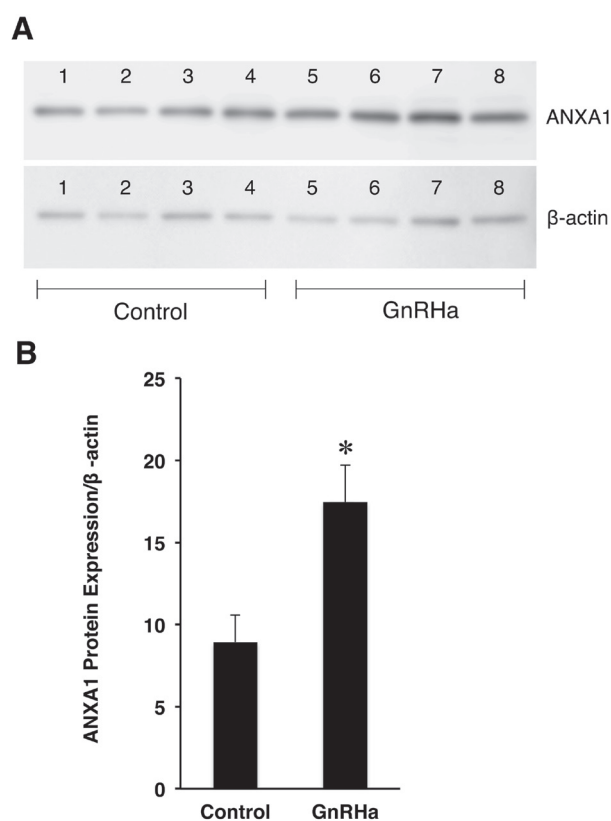 A
1 2 3 4 5 6 7 8
ANXA1
1 2 3 4 5 6 7 8
β-actin
Control GnRHa
B
ANXA1 Protein Expression/β -actin
25
20
15
10
5
0
*
Control GnRHa